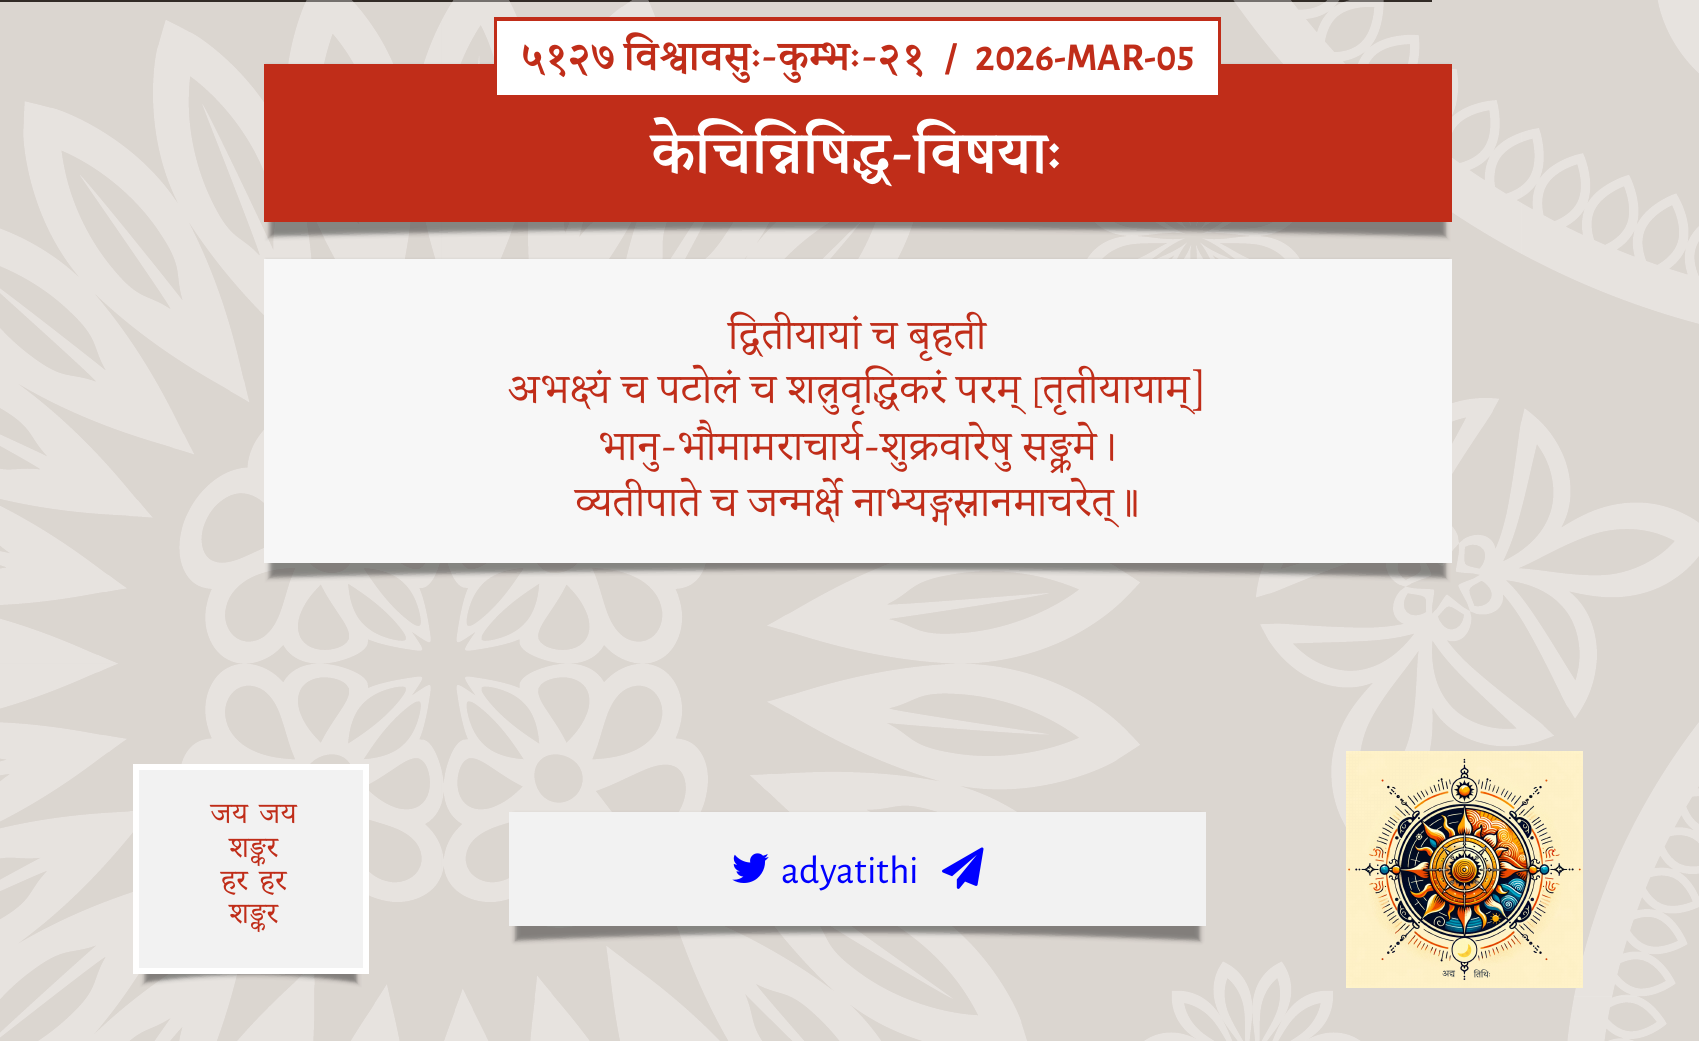 ५१२७ विश्वावसुः-कुम्भः-२१ / 2026-MAR-05
केचिन्निषिद्ध-विषयाः
द्वितीयायां च बृहती
अभक्ष्यं च पटोलं च शत्रुवृद्धिकरं परम् [तृतीयायाम्]
भानु-भौमामराचार्य-शुक्रवारेषु सङ्क्रमे।
व्यतीपाते च जन्मर्क्षे नाभ्यङ्गस्नानमाचरेत्॥
जय जय
शङ्कर
हर हर
शङ्कर
adyatithi
अद्य तिथिः